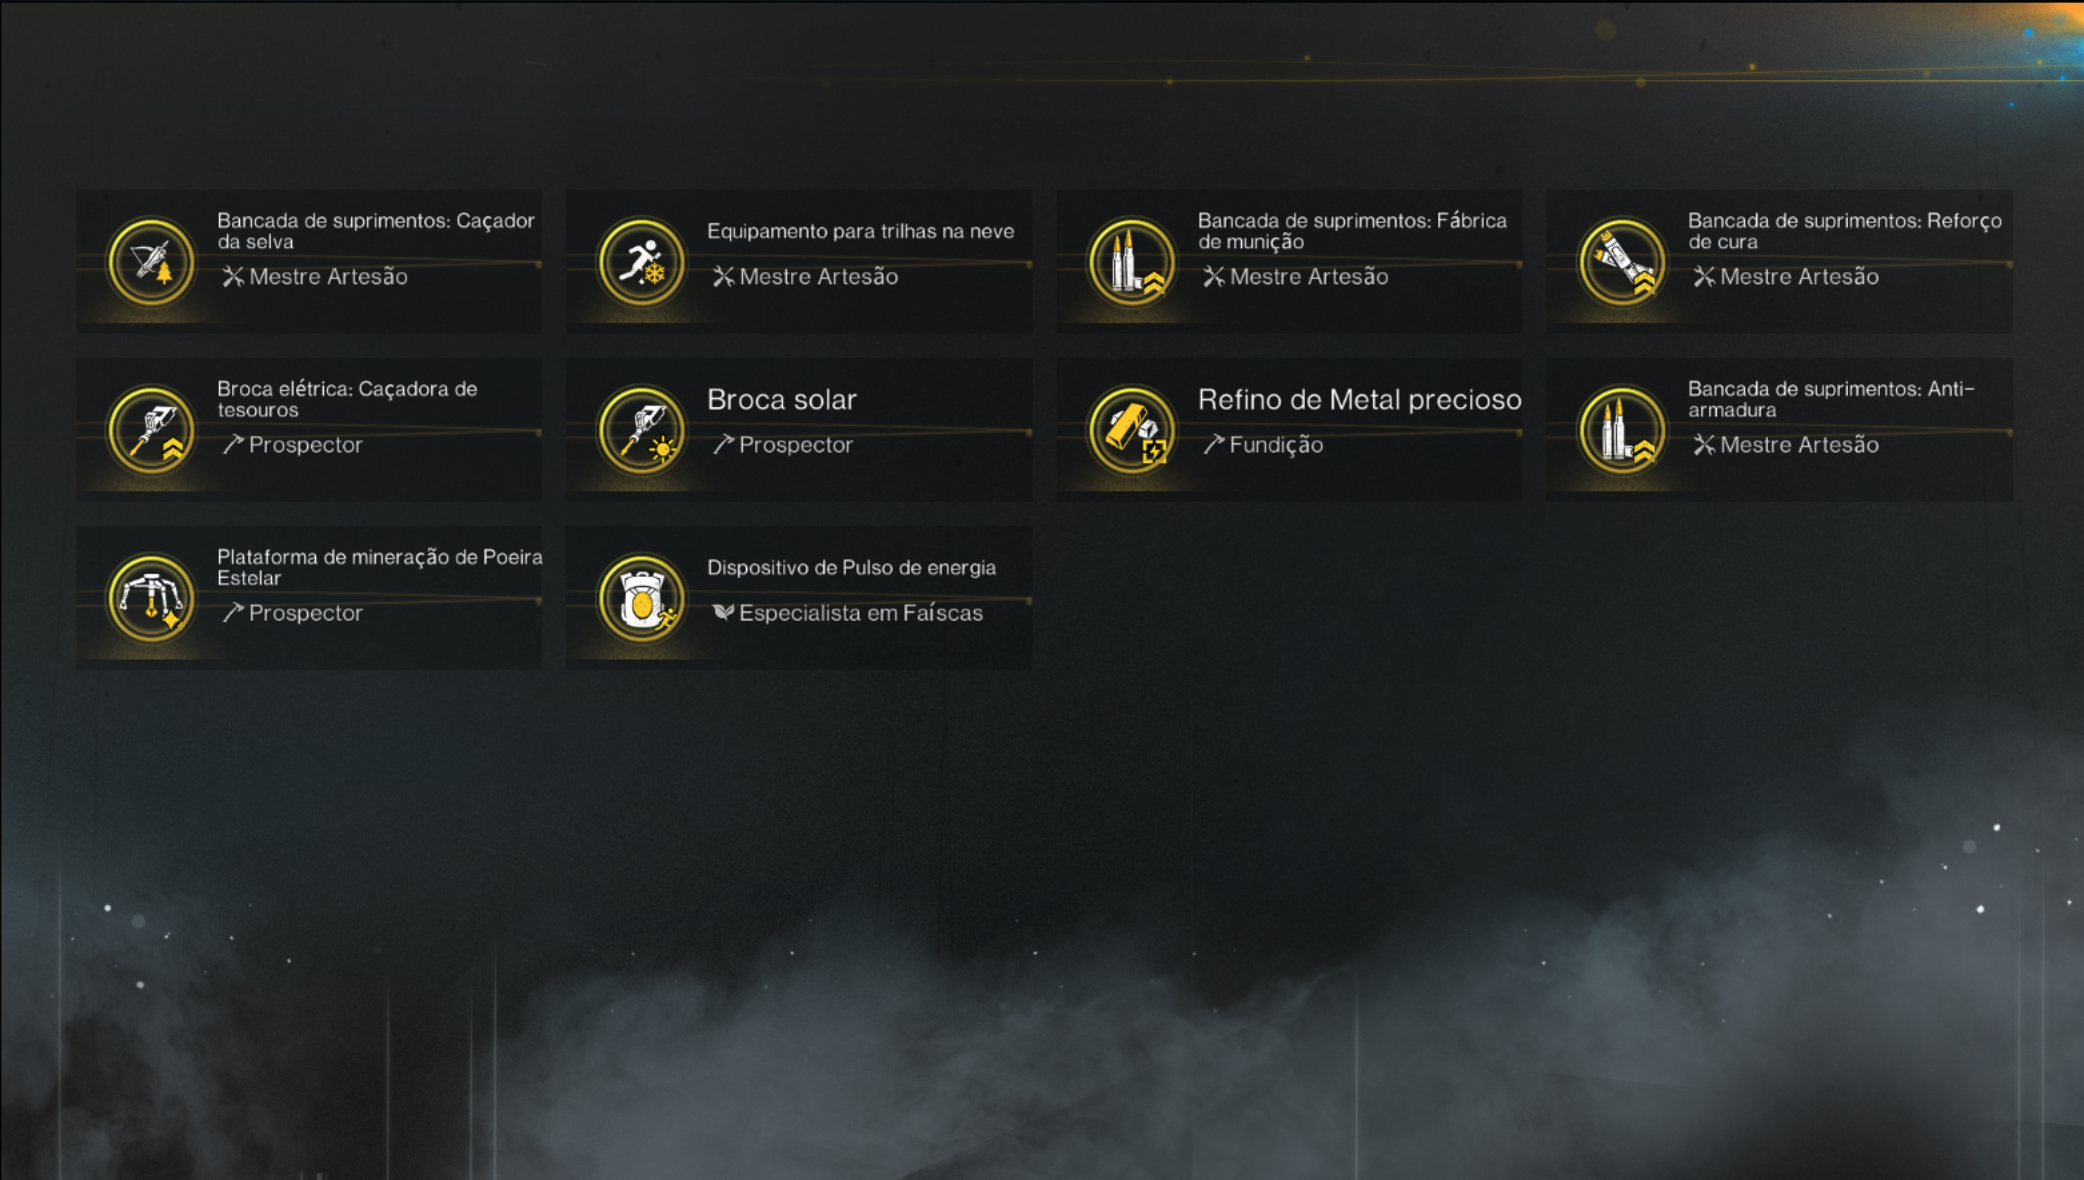 Bancada de suprimentos: Caçador
da selva
Mestre Artesão
Equipamento para trilhas na neve
Mestre Artesão
Bancada de suprimentos: Fábrica
de munição
Mestre Artesão
Bancada de suprimentos: Reforço
de cura
Mestre Artesão
Broca elétrica: Caçadora de
tesouros
Prospector
Broca solar
Prospector
Refino de Metal precioso
Fundição
Bancada de suprimentos: Anti-
armadura
Mestre Artesão
Plataforma de mineração de Poeira
Estelar
Prospector
Dispositivo de Pulso de energia
Especialista em Faíscas